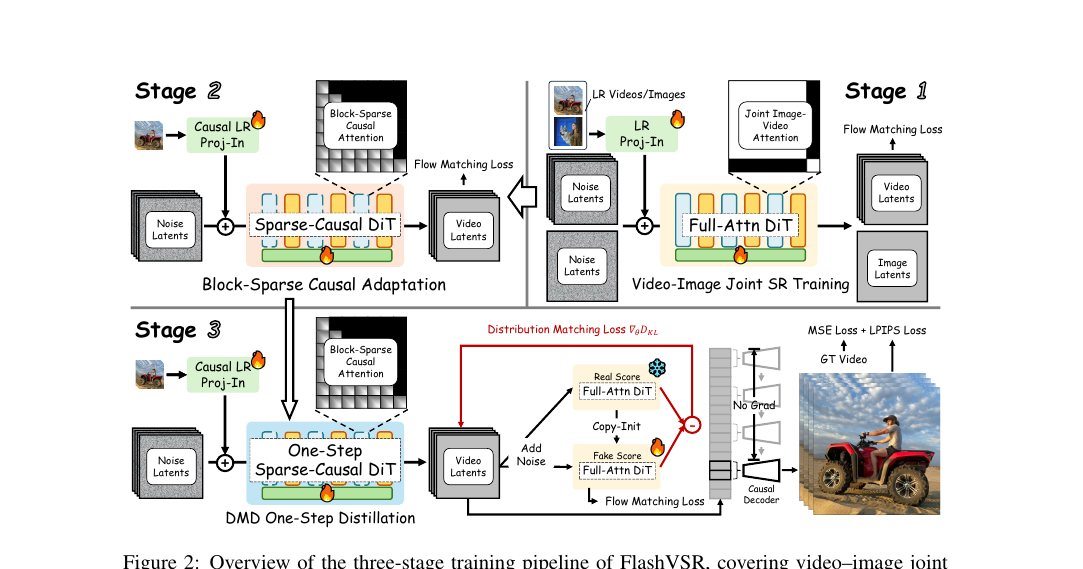 Stage 2
Causal LR
Proj-In
Block-Sparse
Causal
Attention
Flow Matching Loss
Noise
Latents
+
Sparse-Causal DiT
Video
Latents
Block-Sparse Causal Adaptation
Stage 1
LR Videos/Images
LR
Proj-In
Joint Image-
Video
Attention
Flow Matching Loss
Noise
Latents
Noise
Latents
+
Full-Attn DiT
Video
Latents
Image
Latents
Video-Image Joint SR Training
Stage 3
Causal LR
Proj-In
Block-Sparse
Causal
Attention
Noise
Latents
+
One-Step
Sparse-Causal DiT
DMD One-Step Distillation
Video
Latents
Distribution Matching Loss ∇θDKL
Add
Noise
Real Score
Full-Attn DiT
Copy-Init
Fake Score
Full-Attn DiT
Flow Matching Loss
-
No Grad
Causal
Decoder
MSE Loss + LPIPS Loss
GT Video
Figure 2: Overview of the three-stage training pipeline of FlashVSR, covering video–image joint